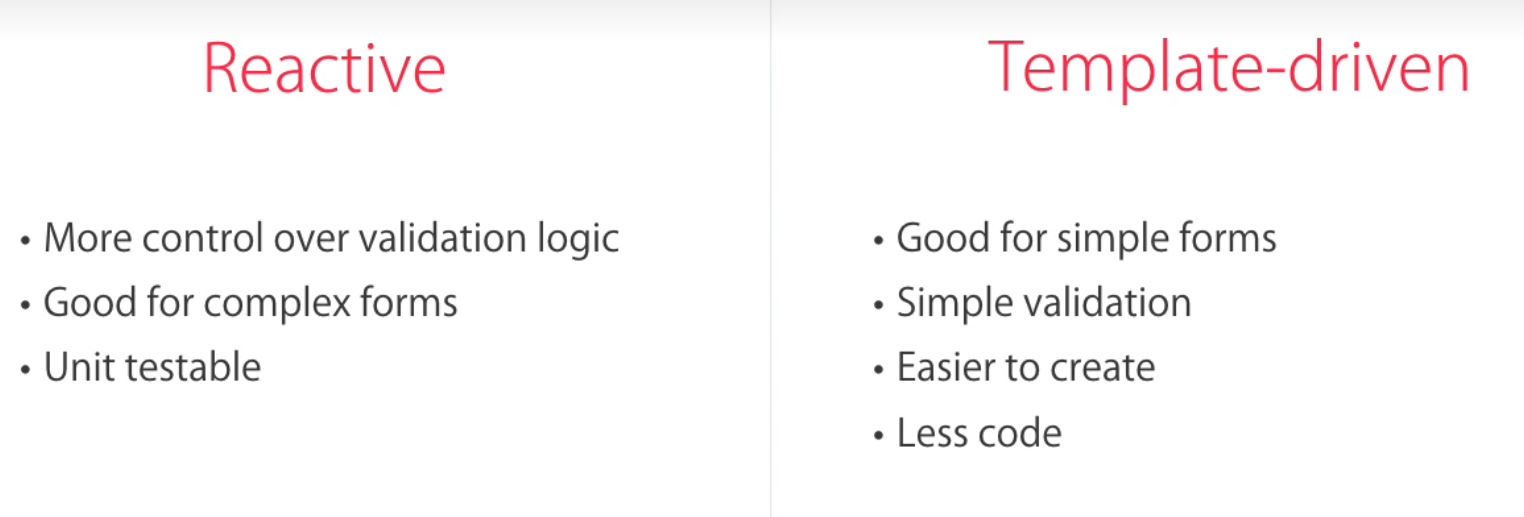 Reactive
• More control over validation logic
• Good for complex forms
• Unit testable
Template-driven
• Good for simple forms
• Simple validation
• Easier to create
• Less code